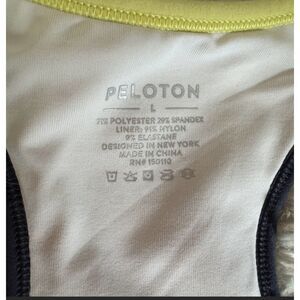 PELOTON
L
71% POLYESTER 29% SPANDEX
LINER: 91% NYLON
9% ELASTANE
DESIGNED IN NEW YORK
MADE IN CHINA
RN# 150110